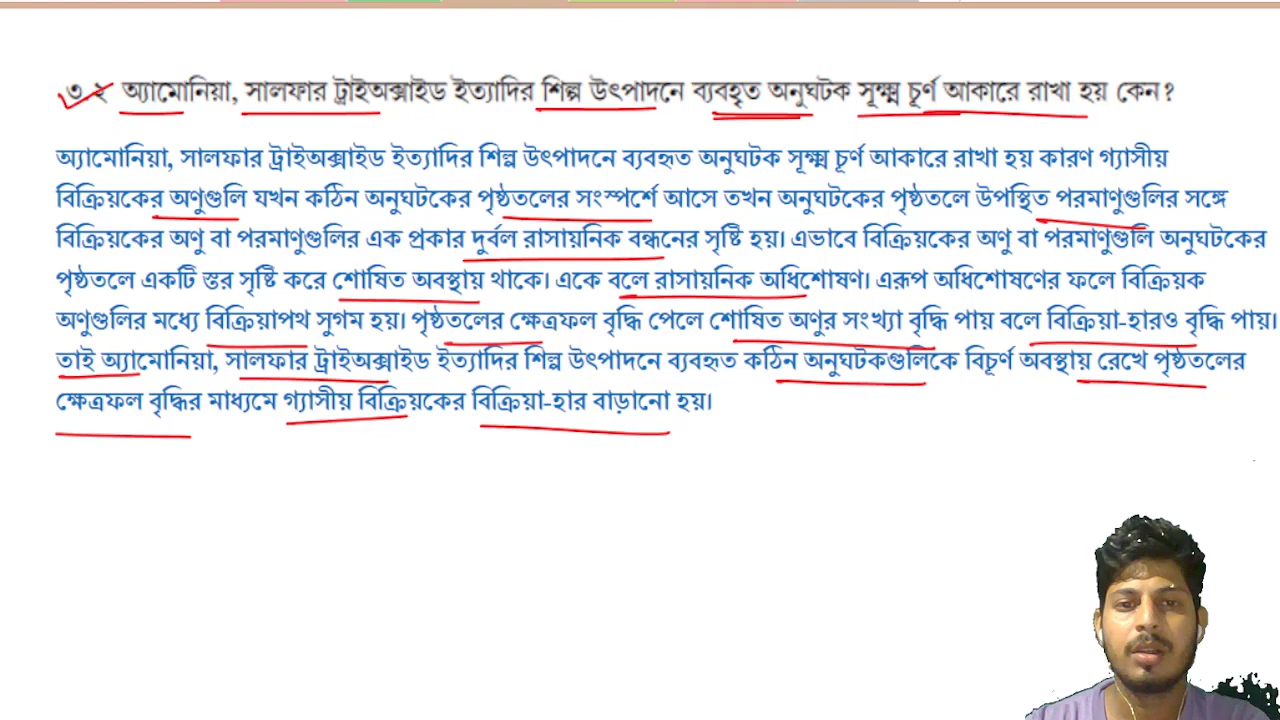 ৩.২ অ্যামোনিয়া, সালফার ট্রাইঅক্সাইড ইত্যাদির শিল্প উৎপাদনে ব্যবহৃত অনুঘটক সূক্ষ্ম চূর্ণ আকারে রাখা হয় কেন?
অ্যামোনিয়া, সালফার ট্রাইঅক্সাইড ইত্যাদির শিল্প উৎপাদনে ব্যবহৃত অনুঘটক সূক্ষ্ম চূর্ণ আকারে রাখা হয় কারণ গ্যাসীয়
বিক্রিয়কের অণুগুলি যখন কঠিন অনুঘটকের পৃষ্ঠতলের সংস্পর্শে আসে তখন অনুঘটকের পৃষ্ঠতলে উপস্থিত পরমাণুগুলির সঙ্গে
বিক্রিয়কের অণু বা পরমাণুগুলির এক প্রকার দুর্বল রাসায়নিক বন্ধনের সৃষ্টি হয়। এভাবে বিক্রিয়কের অণু বা পরমাণুগুলি অনুঘটকের
পৃষ্ঠতলে একটি স্তর সৃষ্টি করে শোষিত অবস্থায় থাকে। একে বলে রাসায়নিক অধিশোষণ। এরূপ অধিশোষণের ফলে বিক্রিয়ক
অণুগুলির মধ্যে বিক্রিয়াপথ সুগম হয়। পৃষ্ঠতলের ক্ষেত্রফল বৃদ্ধি পেলে শোষিত অণুর সংখ্যা বৃদ্ধি পায় বলে বিক্রিয়া-হারও বৃদ্ধি পায়।
তাই অ্যামোনিয়া, সালফার ট্রাইঅক্সাইড ইত্যাদির শিল্প উৎপাদনে ব্যবহৃত কঠিন অনুঘটকগুলিকে বিচূর্ণ অবস্থায় রেখে পৃষ্ঠতলের
ক্ষেত্রফল বৃদ্ধির মাধ্যমে গ্যাসীয় বিক্রিয়কের বিক্রিয়া-হার বাড়ানো হয়।